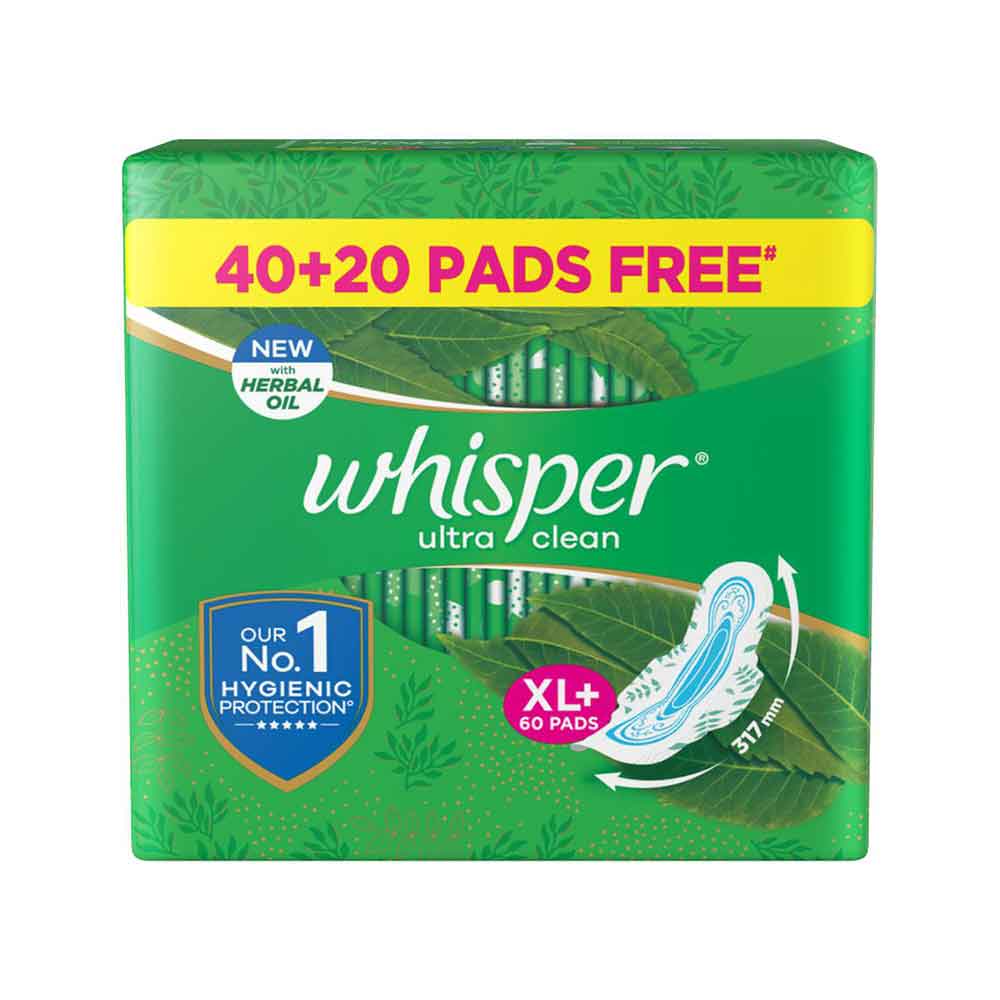 40+20 PADS FREE#
NEW
with
HERBAL
OIL
whisper®
ultra clean
OUR
No. 1
HYGIENIC
PROTECTION°
XL+
60 PADS
317 mm